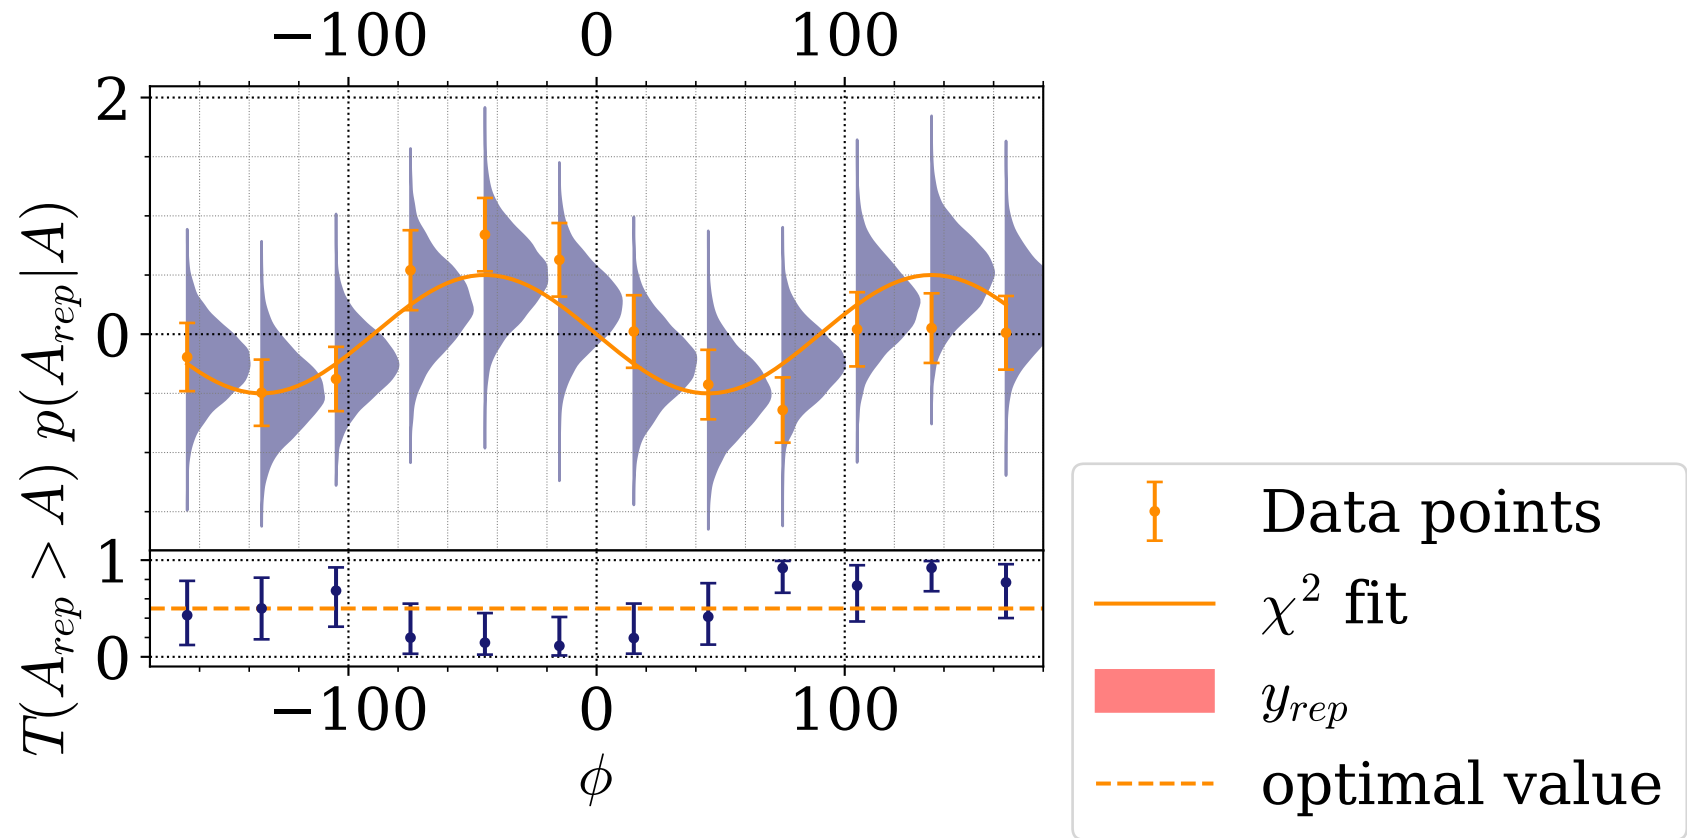 −100 0 100
2
0
p(A_rep|A)
1
0
T(A_rep > A)
−100 0 100
ϕ
Data points
χ² fit
y_rep
optimal value